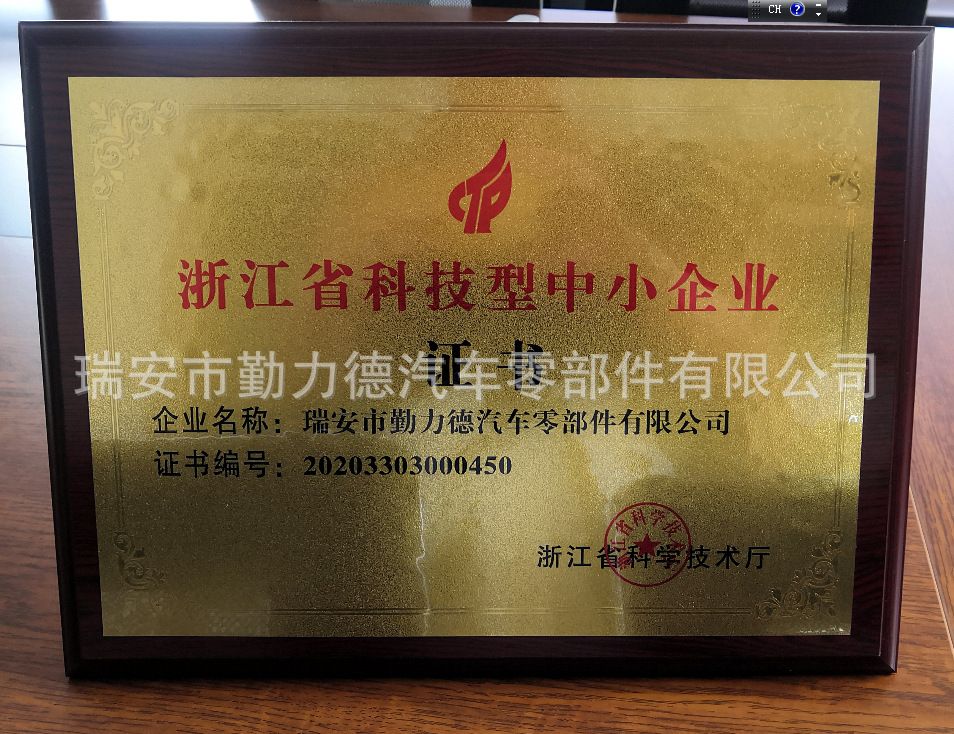 CH
CTP
浙江省科技型中小企业
证书
瑞安市勤力德汽车零部件有限公司
企业名称：瑞安市勤力德汽车零部件有限公司
证书编号：20203303000450
浙江省科学技术厅